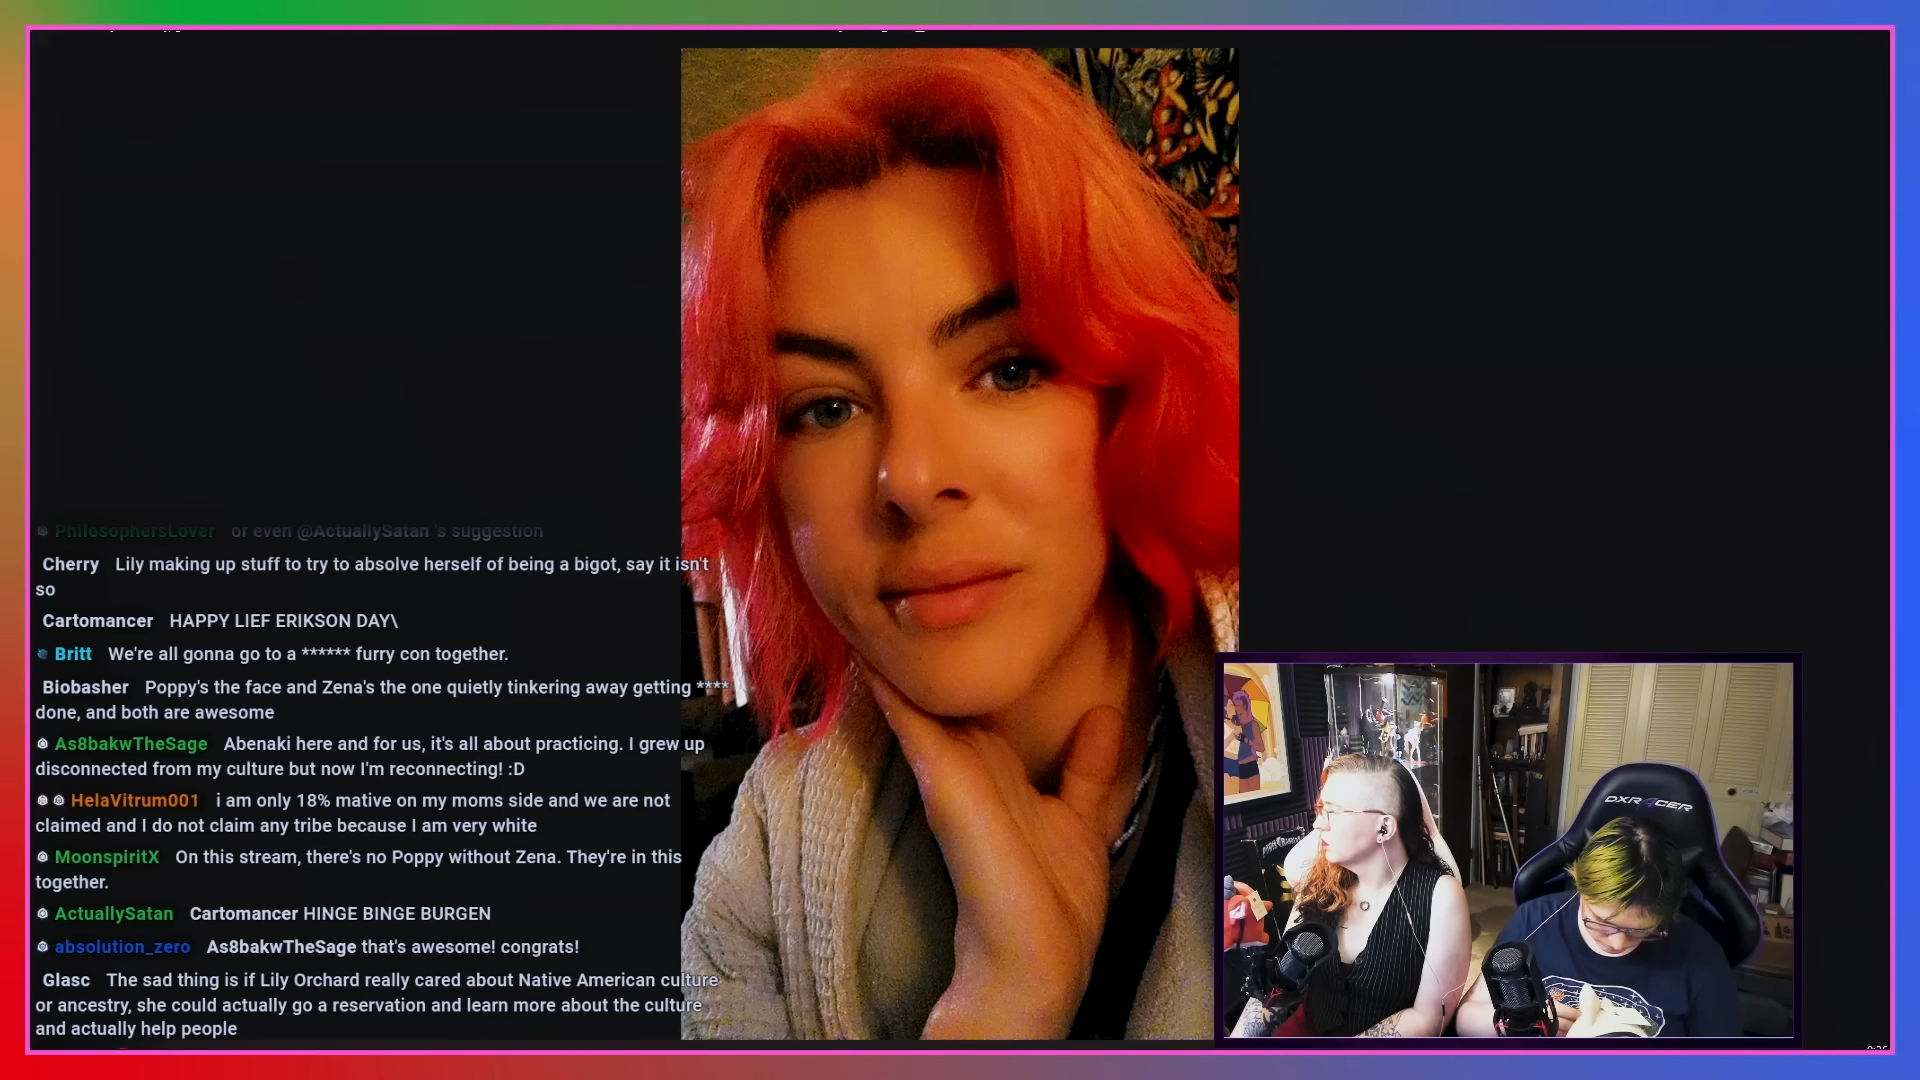 PhilosophersLover or even @ActuallySatan 's suggestion
Cherry Lily making up stuff to try to absolve herself of being a bigot, say it isn't
so
Cartomancer HAPPY LIEF ERIKSON DAY\
Britt We're all gonna go to a ****** furry con together.
Biobasher Poppy's the face and Zena's the one quietly tinkering away getting ****
done, and both are awesome
As8bakwTheSage Abenaki here and for us, it's all about practicing. I grew up
disconnected from my culture but now I'm reconnecting! :D
HelaVitrum001 i am only 18% mative on my moms side and we are not
claimed and I do not claim any tribe because I am very white
MoonspiritX On this stream, there's no Poppy without Zena. They're in this
together.
ActuallySatan Cartomancer HINGE BINGE BURGEN
absolution_zero As8bakwTheSage that's awesome! congrats!
Glasc The sad thing is if Lily Orchard really cared about Native American culture
or ancestry, she could actually go a reservation and learn more about the culture
and actually help people
DXRACER